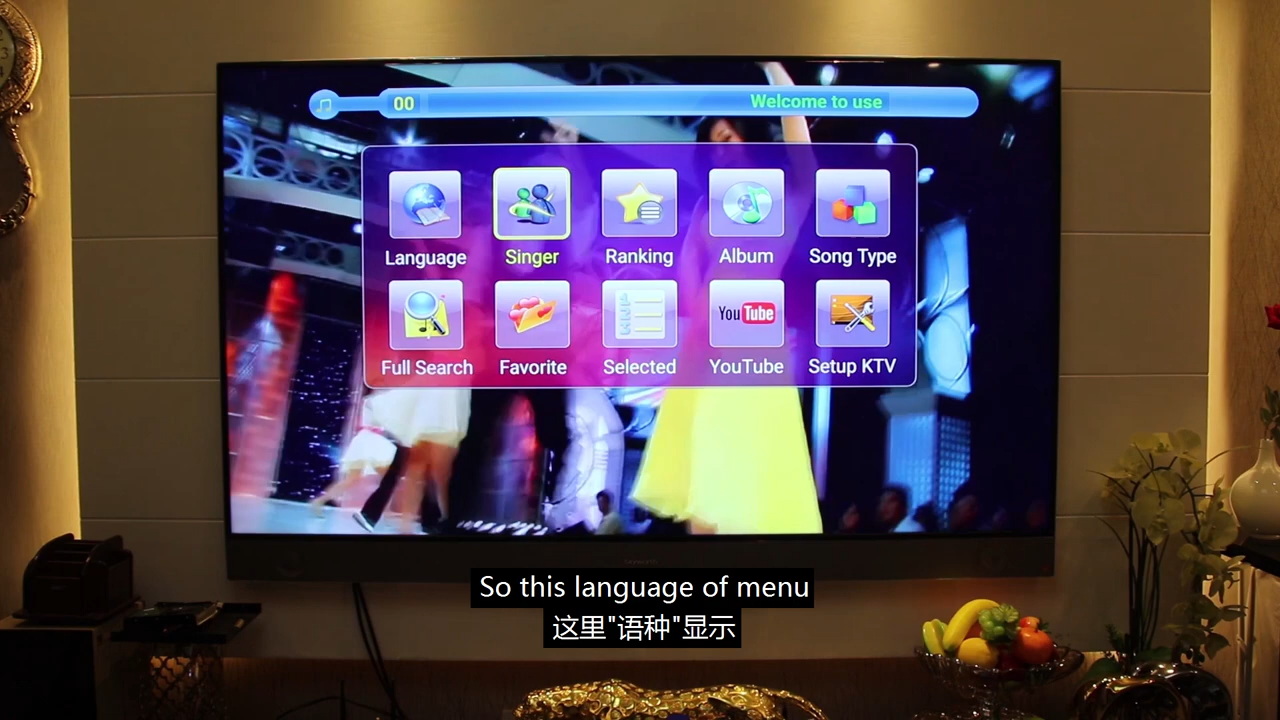 00
Welcome to use
Language
Singer
Ranking
Album
Song Type
Full Search
Favorite
Selected
YouTube
YouTube
Setup KTV
So this language of menu
这里"语种"显示